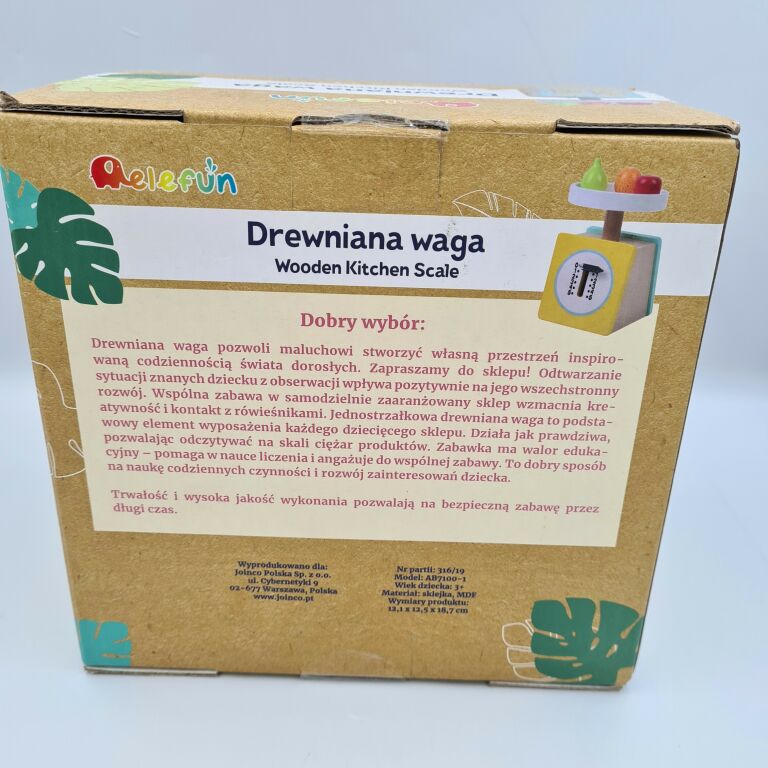 Drewniana waga
elefun
Drewniana waga
Wooden Kitchen Scale
Dobry wybór:
Drewniana waga pozwoli maluchowi stworzyć własną przestrzeń inspiro-
waną codziennością świata dorosłych. Zapraszamy do sklepu! Odtwarzanie
sytuacji znanych dziecku z obserwacji wpływa pozytywnie na jego wszechstronny
rozwój. Wspólna zabawa w samodzielnie zaaranżowany sklep wzmacnia kre-
atywność i kontakt z rówieśnikami. Jednostrzałkowa drewniana waga to podsta-
wowy element wyposażenia każdego dziecięcego sklepu. Działa jak prawdziwa,
pozwalając odczytywać na skali ciężar produktów. Zabawka ma walor eduka-
cyjny – pomaga w nauce liczenia i angażuje do wspólnej zabawy. To dobry sposób
na naukę codziennych czynności i rozwój zainteresowań dziecka.
Trwałość i wysoka jakość wykonania pozwalają na bezpieczną zabawę przez
długi czas.
Wyprodukowano dla:
Joinco Polska Sp. z o.o.
ul. Cybernetyki 9
02-677 Warszawa, Polska
www.joinco.pl
Nr partii: 316/19
Model: AB7100-1
Wiek dziecka: 3+
Materiał: sklejka, MDF
Wymiary produktu:
12,1 x 12,5 x 18,7 cm